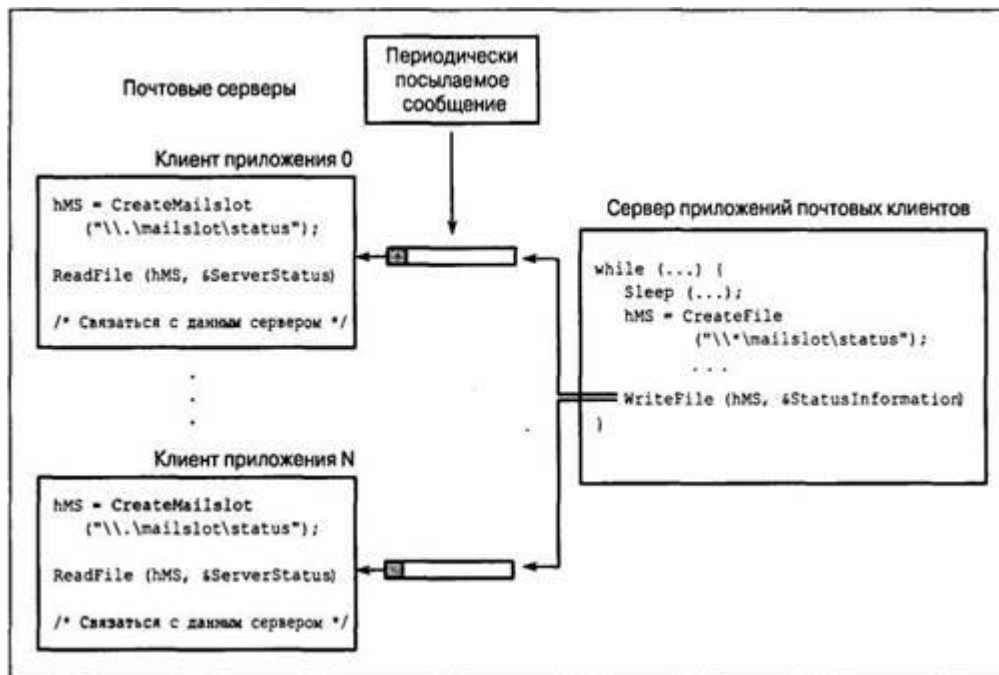 Периодически
посылаемое
сообщение
Почтовые серверы
Клиент приложения 0
hMS = CreateMailslot
("\\.\mailslot\status");
ReadFile (hMS, &ServerStatus)
/* Связаться с данным сервером */
.
.
.
Клиент приложения N
hMS = CreateMailslot
("\\.\mailslot\status");
ReadFile (hMS, &ServerStatus)
/* Связаться с данным сервером */
Сервер приложений почтовых клиентов
while (...) {
Sleep (...);
hMS = CreateFile
("\\*\mailslot\status");
...
WriteFile (hMS, &StatusInformation)
}